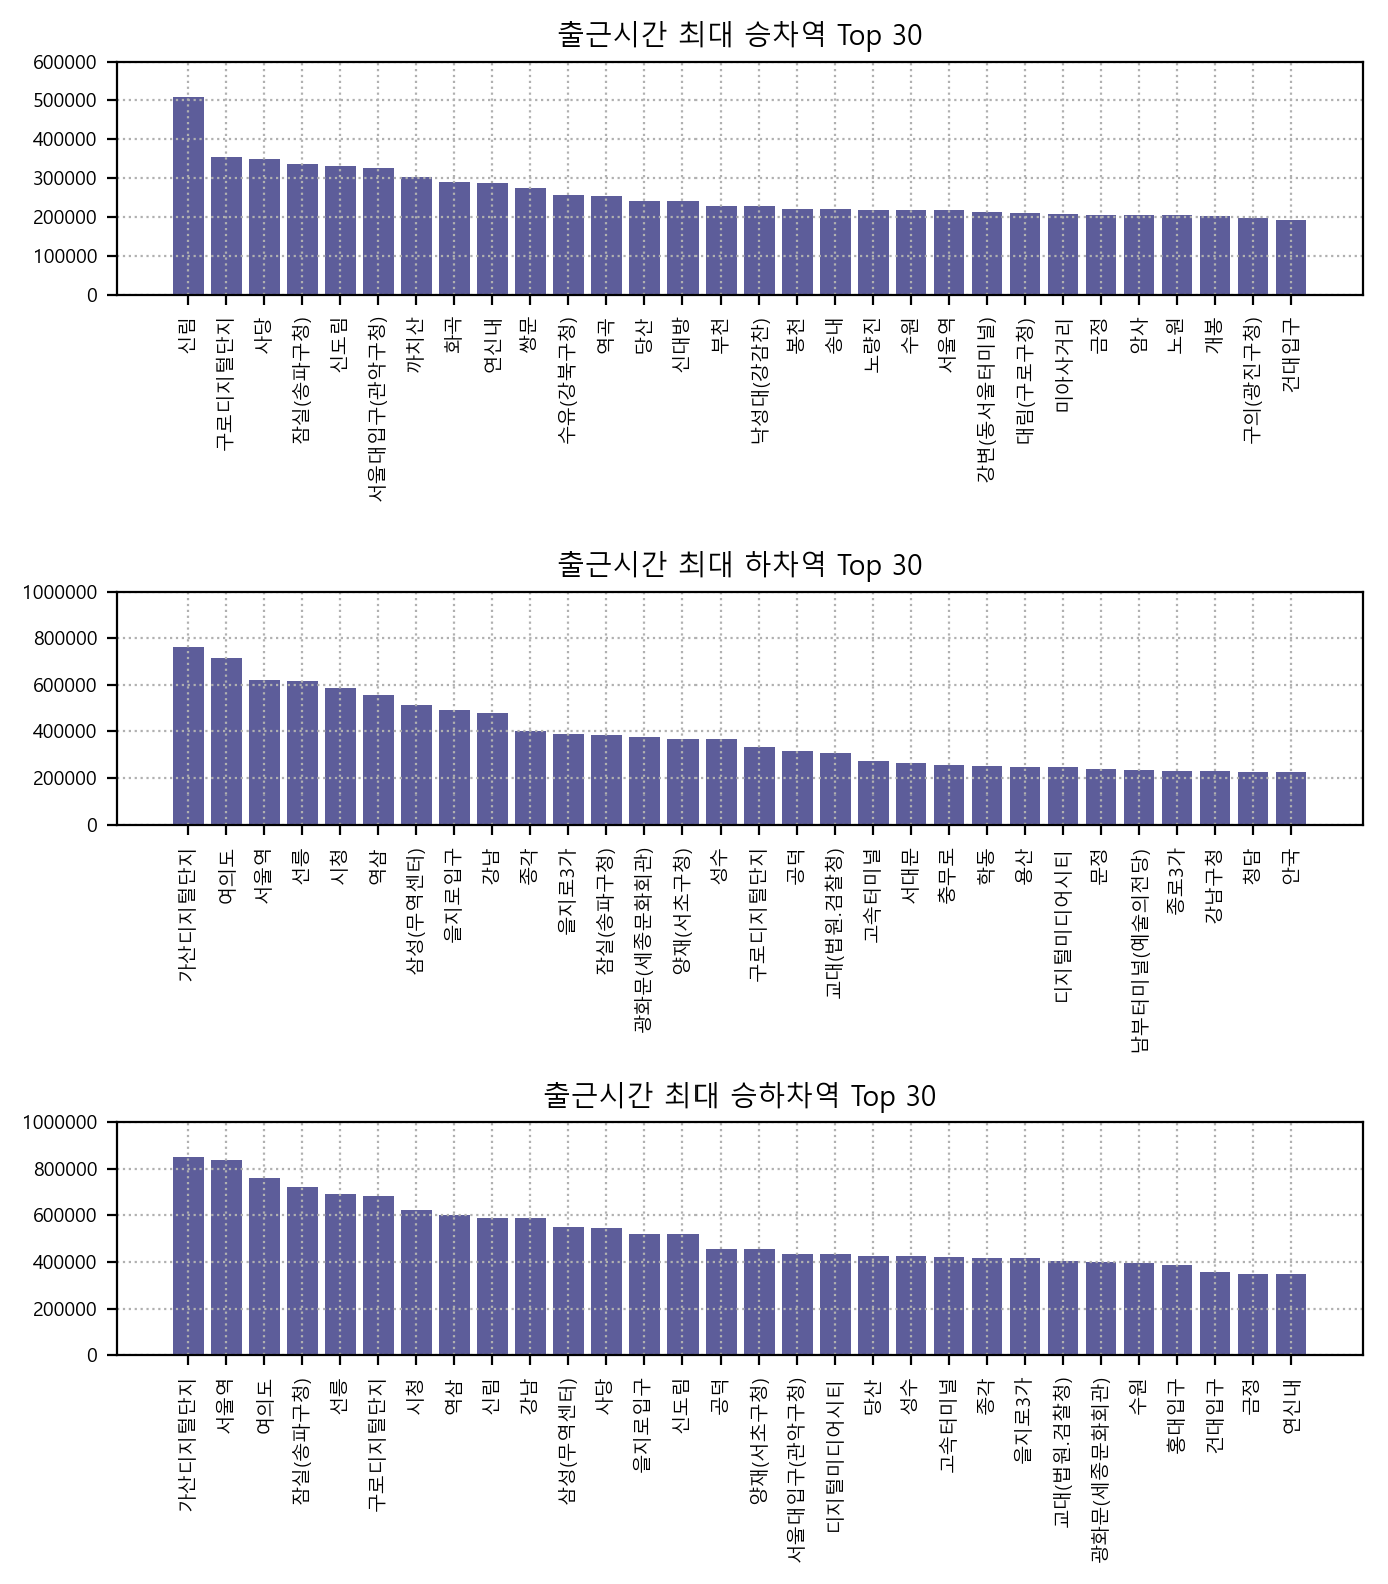 출근시간 최대 승차역 Top 30
600000
500000
400000
300000
200000
100000
0
신림
구로디지털단지
사당
잠실(송파구청)
신도림
서울대입구(관악구청)
까치산
화곡
연신내
쌍문
수유(강북구청)
역곡
당산
신대방
부천
낙성대(강감찬)
봉천
송내
노량진
수원
서울역
강변(동서울터미널)
대림(구로구청)
미아사거리
금정
암사
노원
개봉
구의(광진구청)
건대입구
출근시간 최대 하차역 Top 30
1000000
800000
600000
400000
200000
0
가산디지털단지
여의도
서울역
선릉
시청
역삼
삼성(무역센터)
을지로입구
강남
종각
을지로3가
잠실(송파구청)
광화문(세종문화회관)
양재(서초구청)
성수
구로디지털단지
공덕
교대(법원.검찰청)
고속터미널
서대문
충무로
학동
용산
디지털미디어시티
문정
남부터미널(예술의전당)
종로3가
강남구청
청담
안국
출근시간 최대 승하차역 Top 30
1000000
800000
600000
400000
200000
0
가산디지털단지
서울역
여의도
잠실(송파구청)
선릉
구로디지털단지
시청
역삼
신림
강남
삼성(무역센터)
사당
을지로입구
신도림
공덕
양재(서초구청)
서울대입구(관악구청)
디지털미디어시티
당산
성수
고속터미널
종각
을지로3가
교대(법원.검찰청)
광화문(세종문화회관)
수원
홍대입구
건대입구
금정
연신내